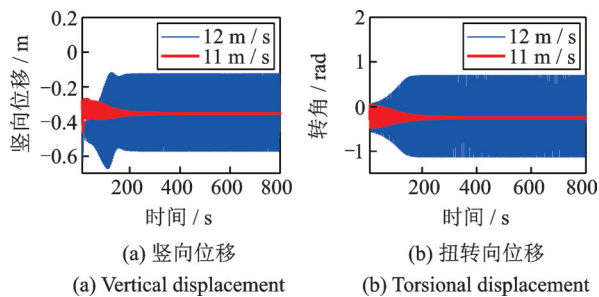 0.2
12 m / s
11 m / s
0
−0.2
−0.4
−0.6
竖向位移 / m
200 400 600 800
时间 / s
(a) 竖向位移
(a) Vertical displacement
2
12 m / s
11 m / s
1
0
−1
转角 / rad
200 400 600 800
时间 / s
(b) 扭转向位移
(b) Torsional displacement